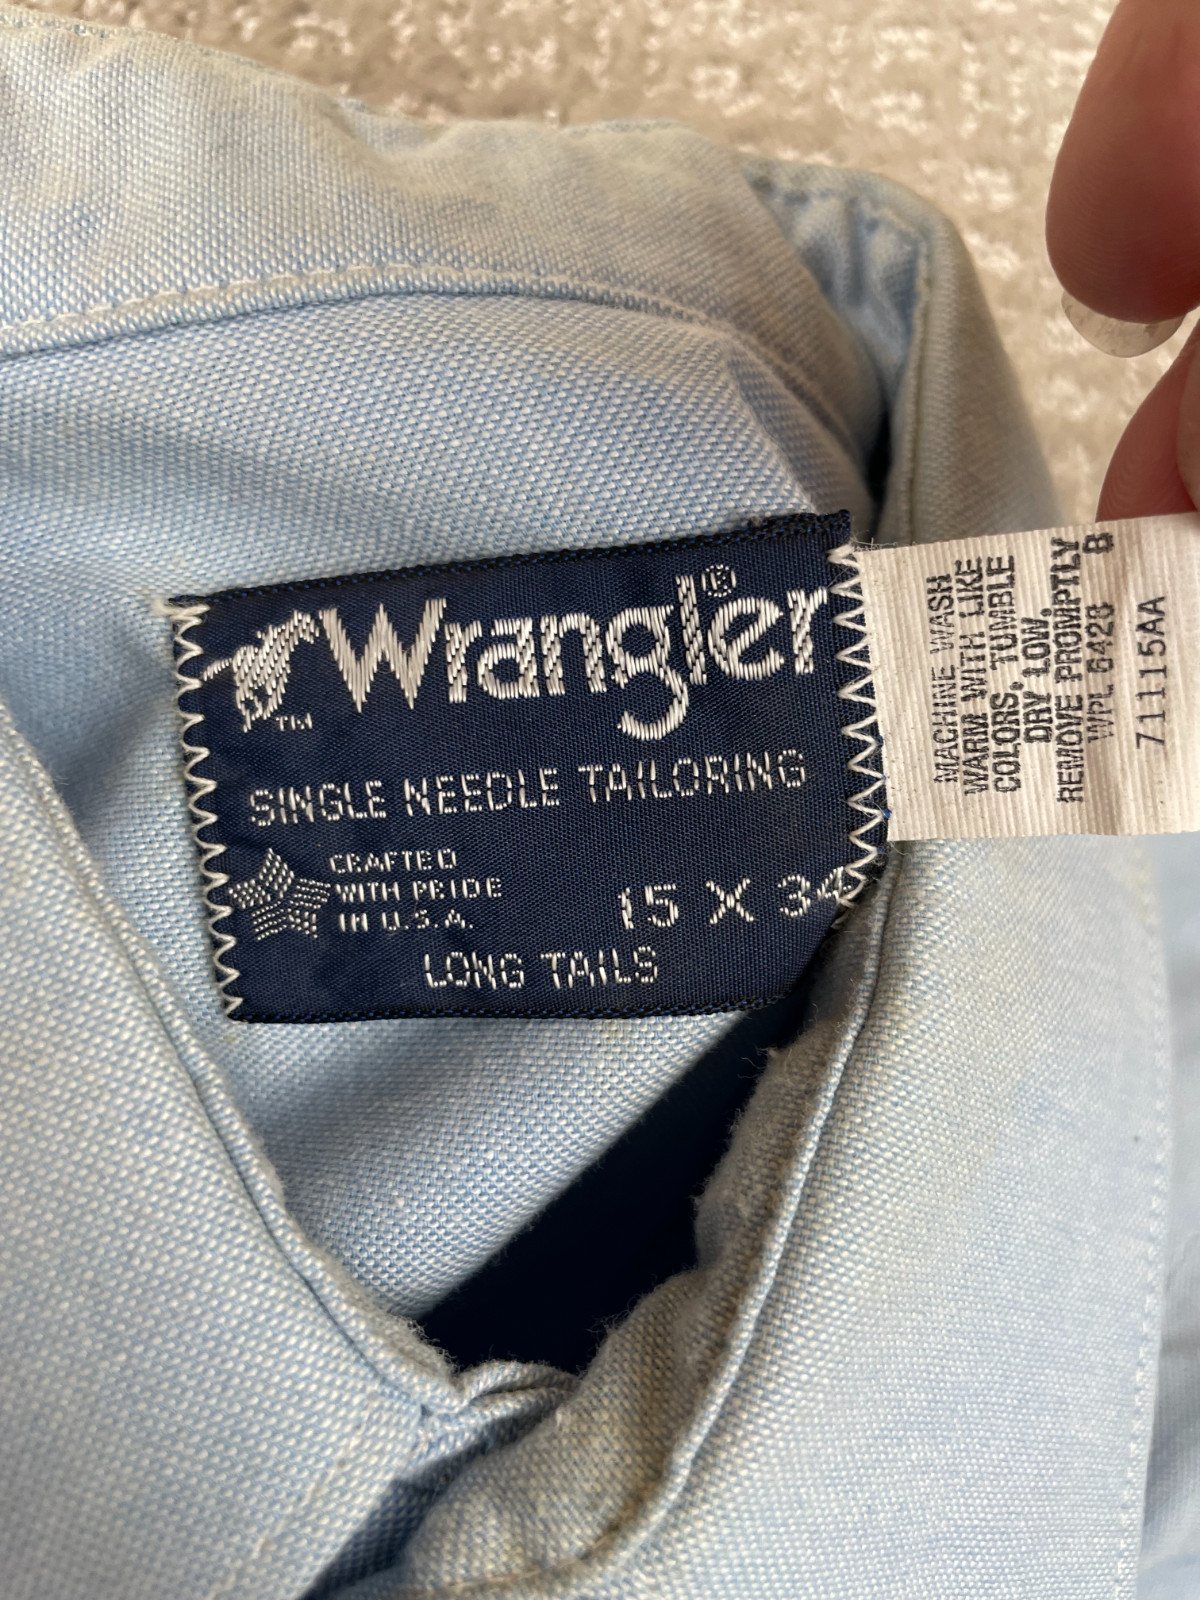 Wrangler®
TM
SINGLE NEEDLE TAILORING
CRAFTED
WITH PRIDE
IN U.S.A.
15 X 34
LONG TAILS
MACHINE WASH
WARM WITH LIKE
COLORS, TUMBLE
DRY LOW,
REMOVE PROMPTLY
WPL 6428 B
71115AA